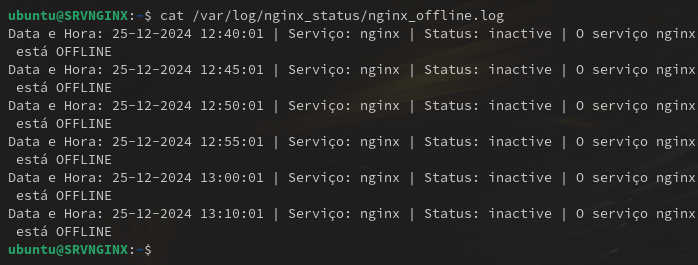 ubuntu@SRVNGINX:~$ cat /var/log/nginx_status/nginx_offline.log
Data e Hora: 25-12-2024 12:40:01 | Serviço: nginx | Status: inactive | O serviço nginx
está OFFLINE
Data e Hora: 25-12-2024 12:45:01 | Serviço: nginx | Status: inactive | O serviço nginx
está OFFLINE
Data e Hora: 25-12-2024 12:50:01 | Serviço: nginx | Status: inactive | O serviço nginx
está OFFLINE
Data e Hora: 25-12-2024 12:55:01 | Serviço: nginx | Status: inactive | O serviço nginx
está OFFLINE
Data e Hora: 25-12-2024 13:00:01 | Serviço: nginx | Status: inactive | O serviço nginx
está OFFLINE
Data e Hora: 25-12-2024 13:10:01 | Serviço: nginx | Status: inactive | O serviço nginx
está OFFLINE
ubuntu@SRVNGINX:~$